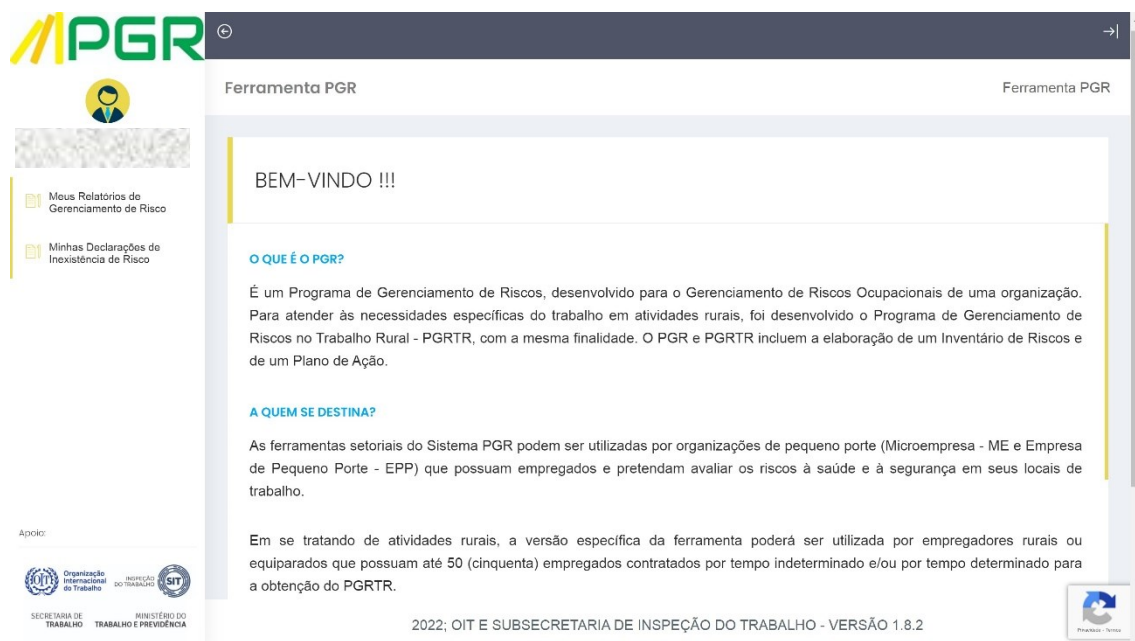 PGR
Ferramenta PGR
Ferramenta PGR
Meus Relatórios de
Gerenciamento de Risco
Minhas Declarações de
Inexistência de Risco
BEM-VINDO !!!
O QUE É O PGR?
É um Programa de Gerenciamento de Riscos, desenvolvido para o Gerenciamento de Riscos Ocupacionais de uma organização.
Para atender às necessidades específicas do trabalho em atividades rurais, foi desenvolvido o Programa de Gerenciamento de
Riscos no Trabalho Rural - PGRTR, com a mesma finalidade. O PGR e PGRTR incluem a elaboração de um Inventário de Riscos e
de um Plano de Ação.
A QUEM SE DESTINA?
As ferramentas setoriais do Sistema PGR podem ser utilizadas por organizações de pequeno porte (Microempresa - ME e Empresa
de Pequeno Porte - EPP) que possuam empregados e pretendam avaliar os riscos à saúde e à segurança em seus locais de
trabalho.
Em se tratando de atividades rurais, a versão específica da ferramenta poderá ser utilizada por empregadores rurais ou
equiparados que possuam até 50 (cinquenta) empregados contratados por tempo indeterminado e/ou por tempo determinado para
a obtenção do PGRTR.
Apoio:
OIT
Organização
Internacional
do Trabalho
INSPEÇÃO
DO TRABALHO
SIT
SECRETARIA DE
TRABALHO
MINISTÉRIO DO
TRABALHO E PREVIDÊNCIA
2022; OIT E SUBSECRETARIA DE INSPEÇÃO DO TRABALHO - VERSÃO 1.8.2